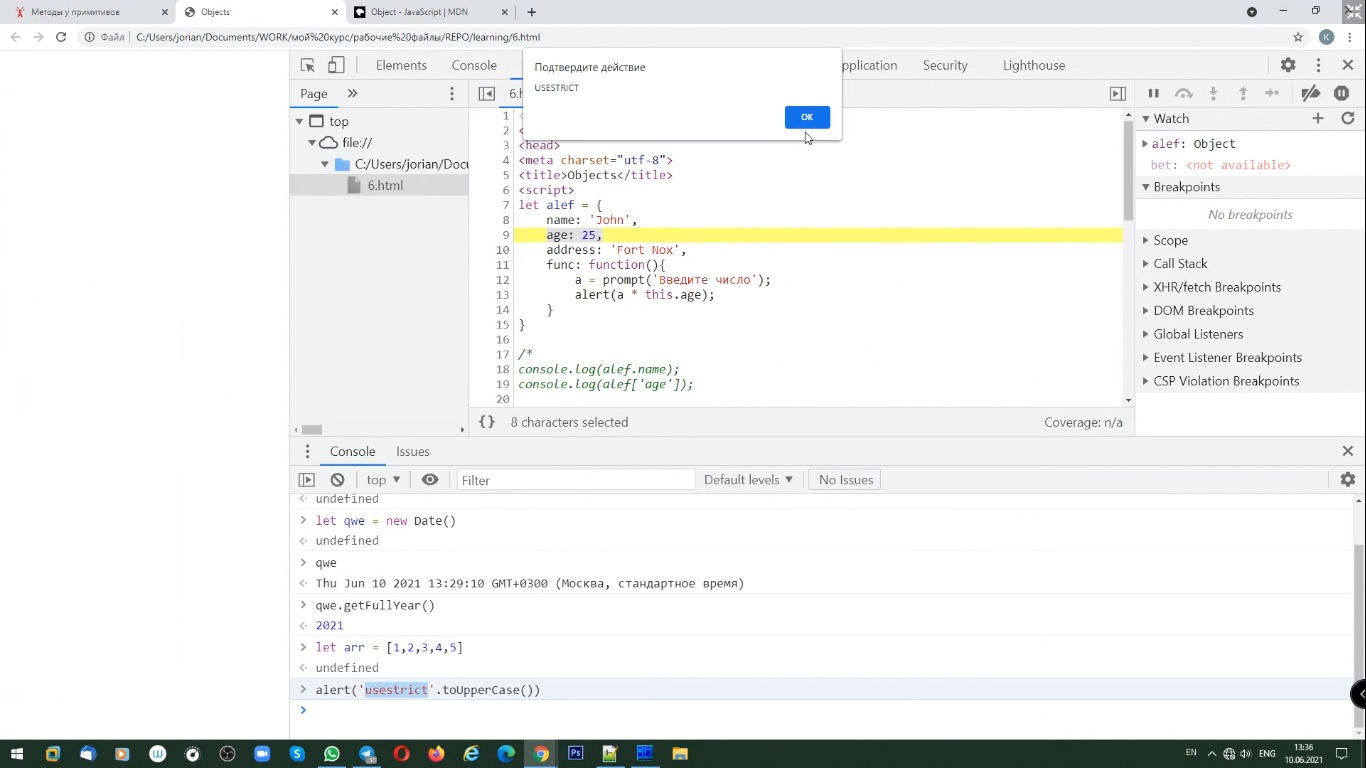 Методы у примитивов
Objects
Object - JavaScript | MDN
Файл
C:/Users/jorian/Documents/WORK/мой%20курс/рабочие%20файлы/REPO/learning/6.html
K
Elements
Console
pplication
Security
Lighthouse
Подтвердите действие
USESTRICT
OK
Page
6.h
top
file://
C:/Users/jorian/Docu
6.html
1 <
2 <
3 <head>
4 <meta charset="utf-8">
5 <title>Objects</title>
6 <script>
7 let alef = {
8 name: 'John',
9 age: 25,
10 address: 'Fort Nox',
11 func: function(){
12 a = prompt('Введите число');
13 alert(a * this.age);
14 }
15 }
16
17 /*
18 console.log(alef.name);
19 console.log(alef['age']);
20
{} 8 characters selected
Coverage: n/a
Watch
alef: Object
bet: <not available>
Breakpoints
No breakpoints
Scope
Call Stack
XHR/fetch Breakpoints
DOM Breakpoints
Global Listeners
Event Listener Breakpoints
CSP Violation Breakpoints
Console
Issues
top
Filter
Default levels
No Issues
undefined
let qwe = new Date()
undefined
qwe
Thu Jun 10 2021 13:29:10 GMT+0300 (Москва, стандартное время)
qwe.getFullYear()
2021
let arr = [1,2,3,4,5]
undefined
alert('usestrict'.toUpperCase())
EN
ENG
13:36
10.06.2021